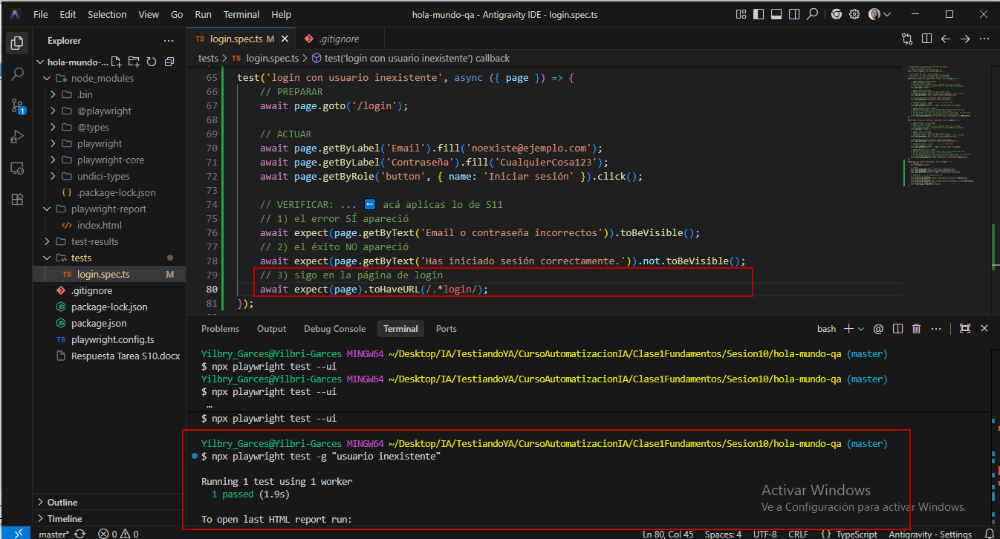 File Edit Selection View Go Run Terminal Help
hola-mundo-qa - Antigravity IDE - login.spec.ts
Explorer
hola-mundo-...
node_modules
.bin
@playwright
@types
playwright
playwright-core
undici-types
.package-lock.json
playwright-report
index.html
test-results
tests
TS login.spec.ts M
.gitignore
package-lock.json
package.json
TS playwright.config.ts
Respuesta Tarea S10.docx
Outline
Timeline
1
TS login.spec.ts M
.gitignore
tests > TS login.spec.ts > test('login con usuario inexistente') callback
65 test('login con usuario inexistente', async ({ page }) => {
66 // PREPARAR
67 await page.goto('/login');
68
69 // ACTUAR
70 await page.getByLabel('Email').fill('noexiste@ejemplo.com');
71 await page.getByLabel('Contraseña').fill('CualquierCosa123');
72 await page.getByRole('button', { name: 'Iniciar sesión' }).click();
73
74 // VERIFICAR: ... ⬅ acá aplicas lo de S11
75 // 1) el error SÍ apareció
76 await expect(page.getByText('Email o contraseña incorrectos')).toBeVisible();
77 // 2) el éxito NO apareció
78 await expect(page.getByText('Has iniciado sesión correctamente.')).not.toBeVisible();
79 // 3) sigo en la página de login
80 await expect(page).toHaveURL(/.*login/);
81 });
Problems Output Debug Console Terminal Ports
bash
Yilbry_Garces@Yilbri-Garces MINGW64 ~/Desktop/IA/TestiandoYA/CursoAutomatizacionIA/Clase1Fundamentos/Sesion10/hola-mundo-qa (master)
$ npx playwright test --ui
Yilbry_Garces@Yilbri-Garces MINGW64 ~/Desktop/IA/TestiandoYA/CursoAutomatizacionIA/Clase1Fundamentos/Sesion10/hola-mundo-qa (master)
$ npx playwright test --ui
…
$ npx playwright test --ui
Yilbry_Garces@Yilbri-Garces MINGW64 ~/Desktop/IA/TestiandoYA/CursoAutomatizacionIA/Clase1Fundamentos/Sesion10/hola-mundo-qa (master)
$ npx playwright test -g "usuario inexistente"
Running 1 test using 1 worker
1 passed (1.9s)
To open last HTML report run:
Activar Windows
Ve a Configuración para activar Windows.
master* 0 0
Ln 80, Col 45 Spaces: 4 UTF-8 CRLF {} TypeScript Antigravity - Settings